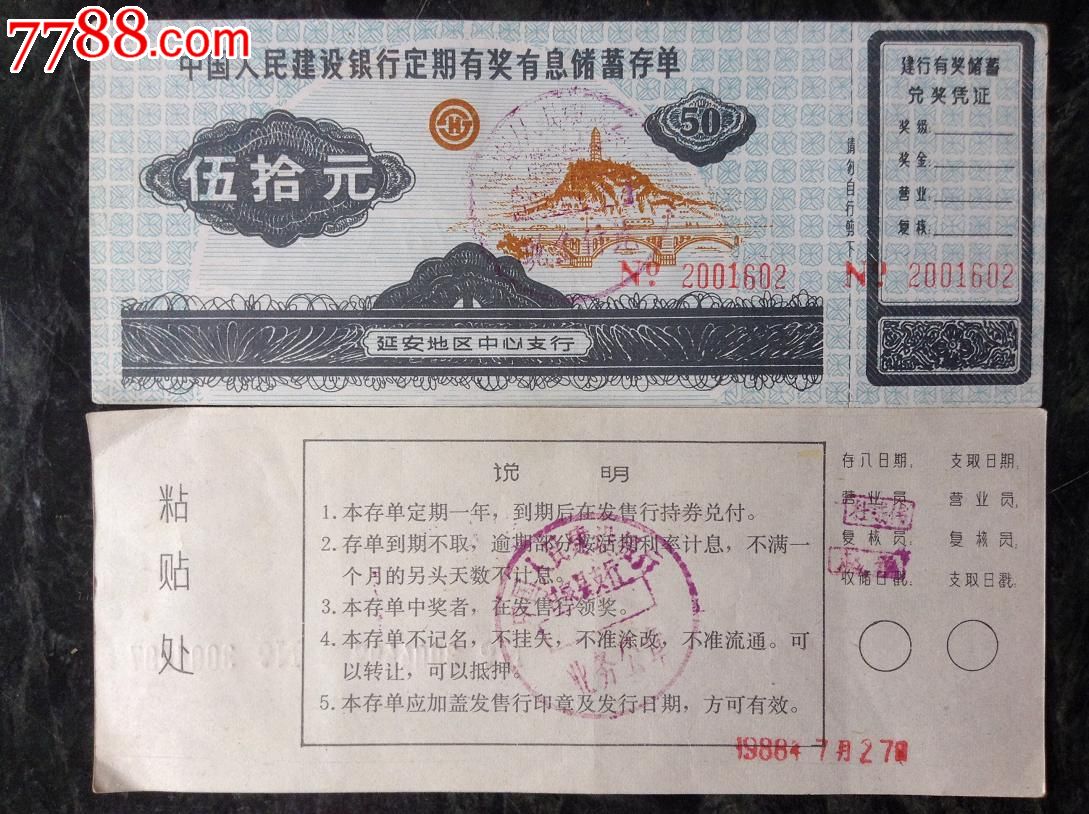 7788.com
中国人民建设银行定期有奖有息储蓄存单
伍拾元
50
№ 2001602
延安地区中心支行
请勿自行剪下
建行有奖储蓄
兑奖凭证
奖级:
奖金:
营业:
复核:
№ 2001602
粘贴处
说 明
1. 本存单定期一年，到期后在发售行持券兑付。
2. 存单到期不取，逾期部分按活期利率计息，不满一
个月的另头天数不计息。
3. 本存单中奖者，在发售行领奖。
4. 本存单不记名，不挂失，不准涂改，不准流通。可
以转让，可以抵押。
5. 本存单应加盖发售行印章及发行日期，方可有效。
业务公章
1988年7月27日
存入日期: 支取日期:
营业员: 营业员:
复核员: 复核员:
收储日戳: 支取日戳: